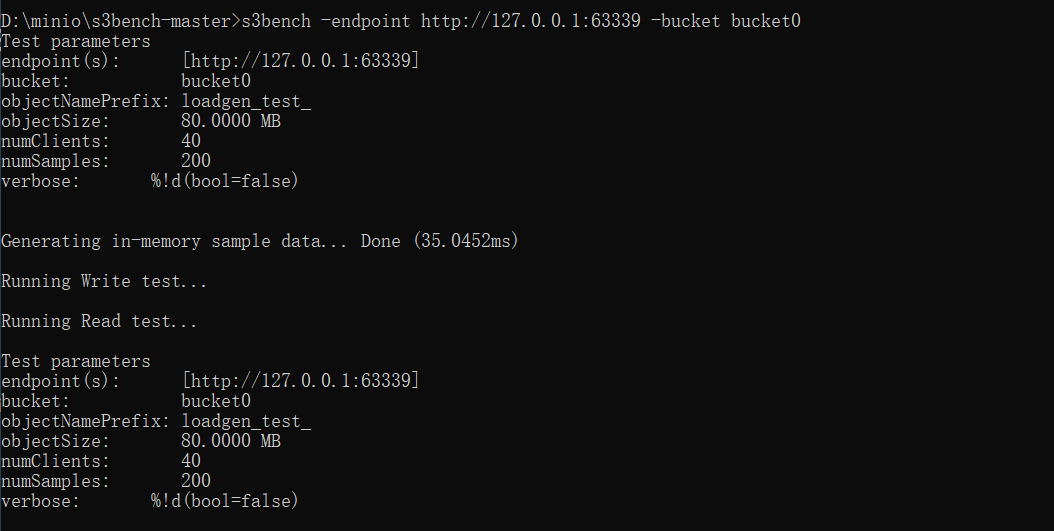 D:\minio\s3bench-master>s3bench -endpoint http://127.0.0.1:63339 -bucket bucket0
Test parameters
endpoint(s):      [http://127.0.0.1:63339]
bucket:           bucket0
objectNamePrefix: loadgen_test_
objectSize:       80.0000 MB
numClients:       40
numSamples:       200
verbose:       %!d(bool=false)
Generating in-memory sample data... Done (35.0452ms)
Running Write test...
Running Read test...
Test parameters
endpoint(s):      [http://127.0.0.1:63339]
bucket:           bucket0
objectNamePrefix: loadgen_test_
objectSize:       80.0000 MB
numClients:       40
numSamples:       200
verbose:       %!d(bool=false)